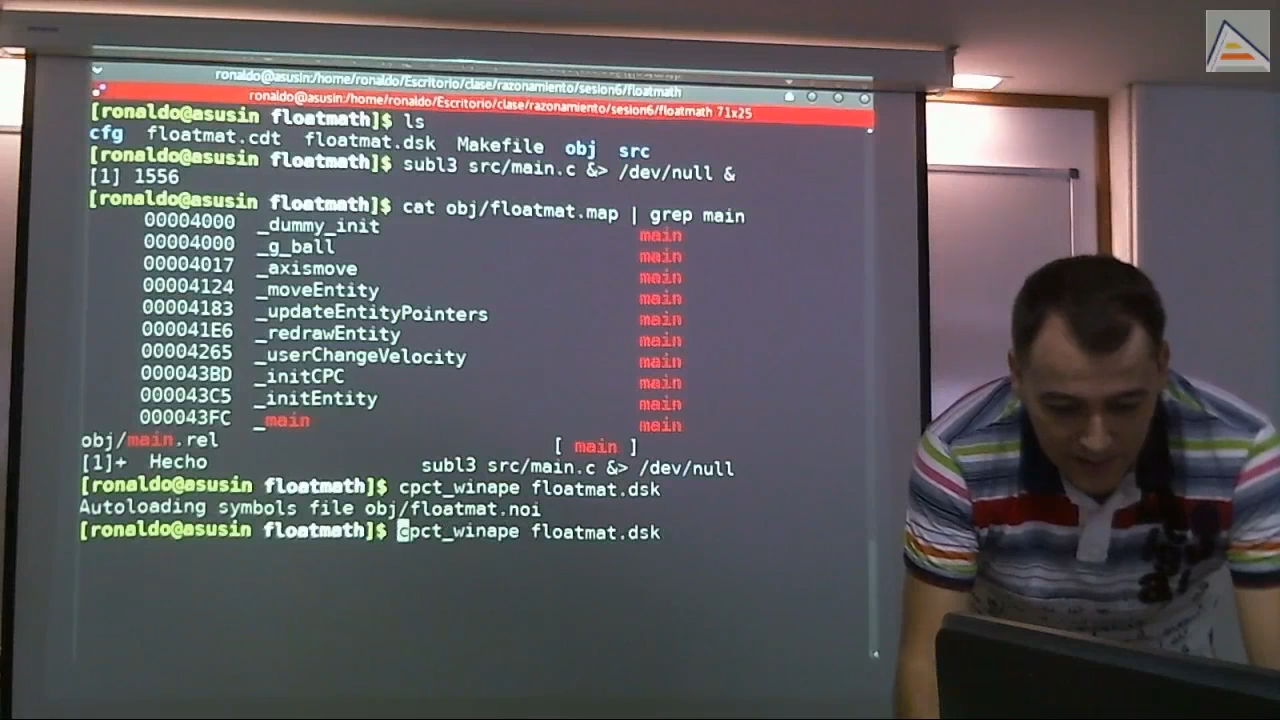 ronaldo@asusin:/home/ronaldo/Escritorio/clase/razonamiento/sesion6/floatmath
ronaldo@asusin:/home/ronaldo/Escritorio/clase/razonamiento/sesion6/floatmath 71x25
[ronaldo@asusin floatmath]$ ls
cfg floatmat.cdt floatmat.dsk Makefile obj src
[ronaldo@asusin floatmath]$ subl3 src/main.c &> /dev/null &
[1] 1556
[ronaldo@asusin floatmath]$ cat obj/floatmat.map | grep main
00004000 _dummy_init main
00004000 _g_ball main
00004017 _axismove main
00004124 _moveEntity main
00004183 _updateEntityPointers main
000041E6 _redrawEntity main
00004265 _userChangeVelocity main
000043BD _initCPC main
000043C5 _initEntity main
000043FC _main main
obj/main.rel [ main ]
[1]+ Hecho subl3 src/main.c &> /dev/null
[ronaldo@asusin floatmath]$ cpct_winape floatmat.dsk
Autoloading symbols file obj/floatmat.noi
[ronaldo@asusin floatmath]$ cpct_winape floatmat.dsk